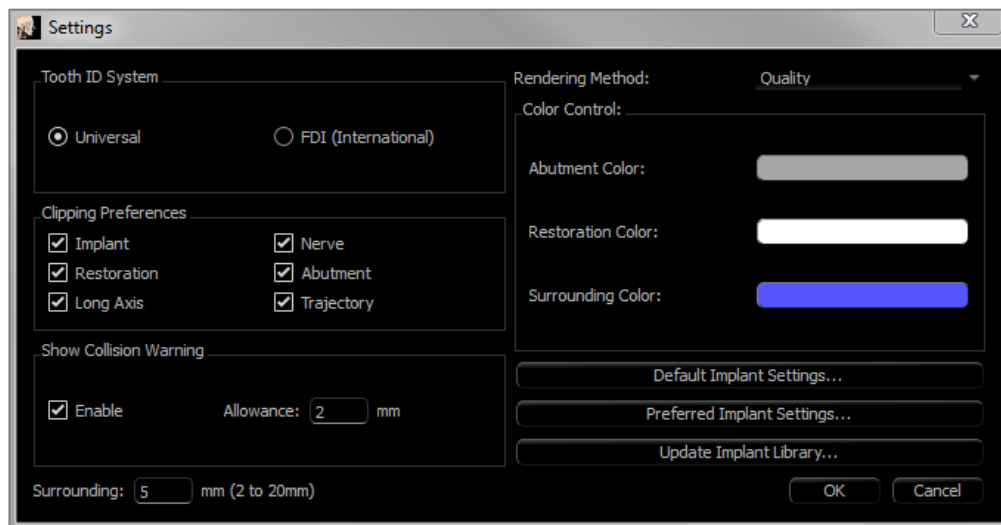 Settings
Tooth ID System
Universal
FDI (International)
Clipping Preferences
Implant
Nerve
Restoration
Abutment
Long Axis
Trajectory
Show Collision Warning
Enable
Allowance: 2 mm
Surrounding: 5 mm (2 to 20mm)
Rendering Method: Quality
Color Control:
Abutment Color:
Restoration Color:
Surrounding Color:
Default Implant Settings...
Preferred Implant Settings...
Update Implant Library...
OK
Cancel